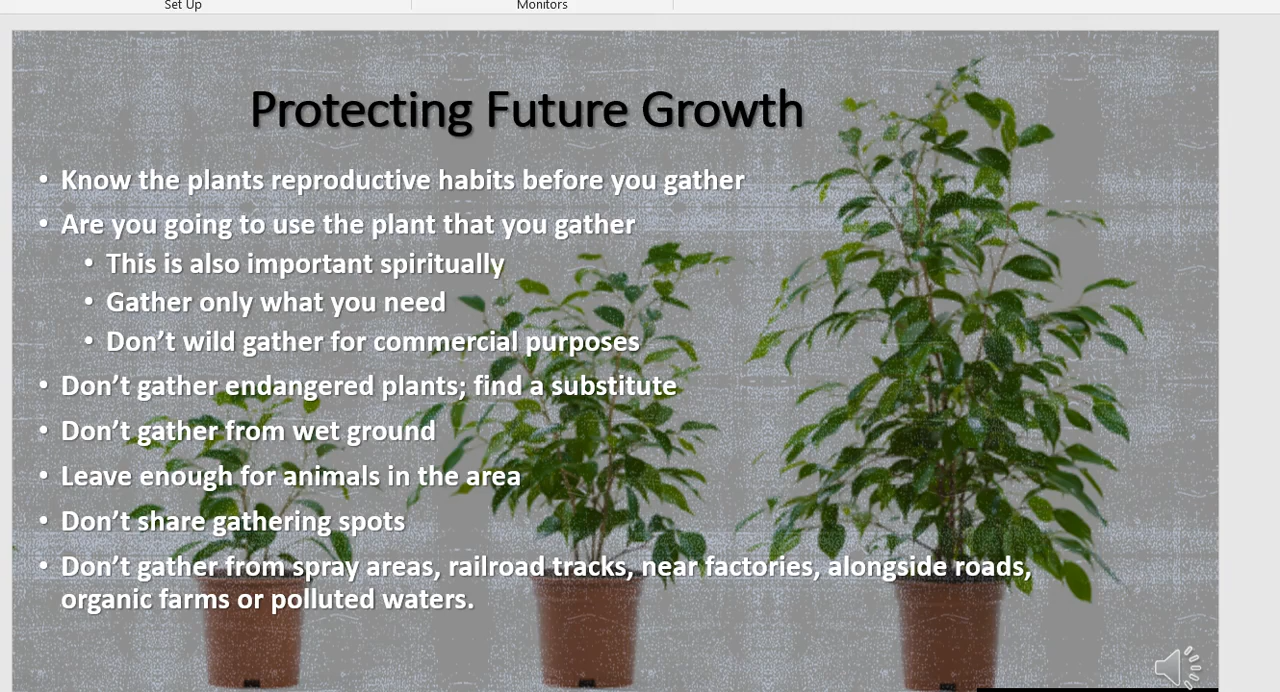 Set Up
Monitors
Protecting Future Growth
• Know the plants reproductive habits before you gather
• Are you going to use the plant that you gather
• This is also important spiritually
• Gather only what you need
• Don’t wild gather for commercial purposes
• Don’t gather endangered plants; find a substitute
• Don’t gather from wet ground
• Leave enough for animals in the area
• Don’t share gathering spots
• Don’t gather from spray areas, railroad tracks, near factories, alongside roads,
organic farms or polluted waters.